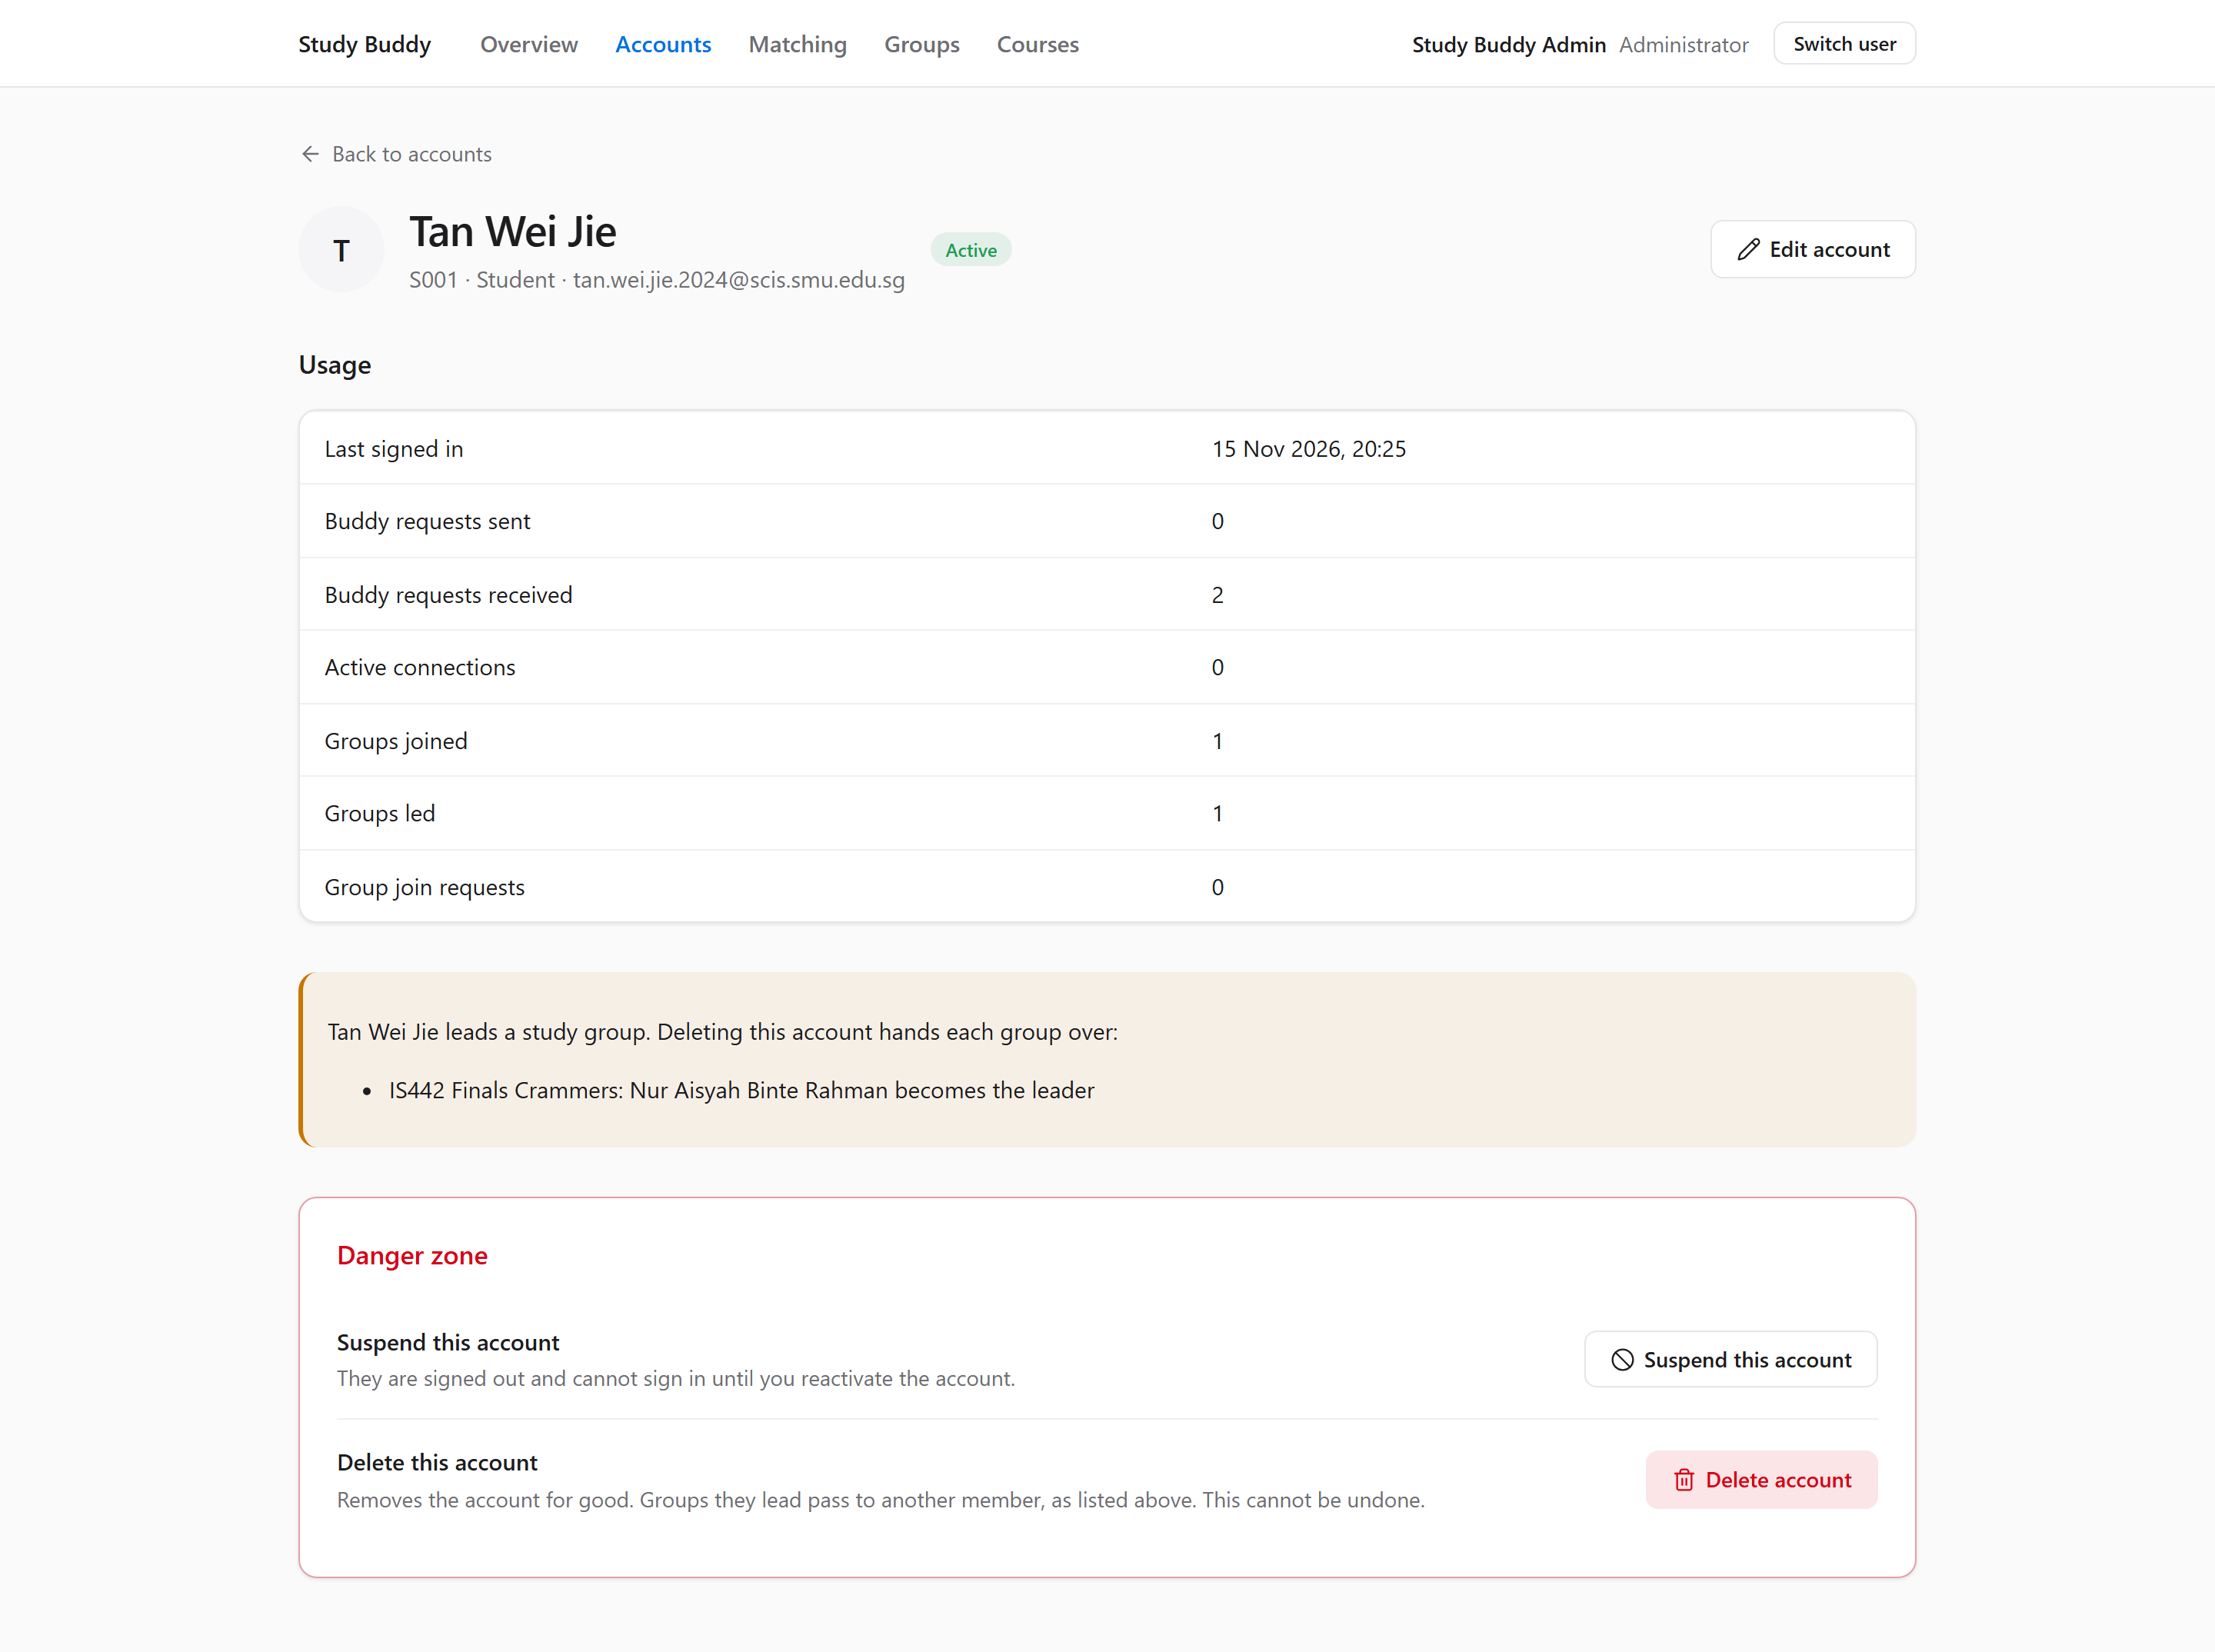 Study Buddy Overview Accounts Matching Groups Courses Study Buddy Admin Administrator Switch user
Back to accounts
T
Tan Wei Jie
S001 · Student · tan.wei.jie.2024@scis.smu.edu.sg
Active
Edit account
Usage
Last signed in 15 Nov 2026, 20:25
Buddy requests sent 0
Buddy requests received 2
Active connections 0
Groups joined 1
Groups led 1
Group join requests 0
Tan Wei Jie leads a study group. Deleting this account hands each group over:
• IS442 Finals Crammers: Nur Aisyah Binte Rahman becomes the leader
Danger zone
Suspend this account
They are signed out and cannot sign in until you reactivate the account.
Suspend this account
Delete this account
Removes the account for good. Groups they lead pass to another member, as listed above. This cannot be undone.
Delete account